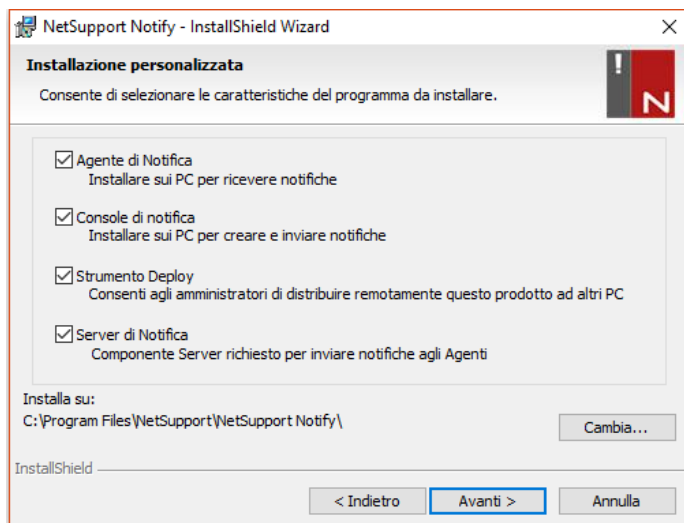 NetSupport Notify - InstallShield Wizard
Installazione personalizzata
Consente di selezionare le caratteristiche del programma da installare.
! N
Agente di Notifica
Installare sui PC per ricevere notifiche
Console di notifica
Installare sui PC per creare e inviare notifiche
Strumento Deploy
Consenti agli amministratori di distribuire remotamente questo prodotto ad altri PC
Server di Notifica
Componente Server richiesto per inviare notifiche agli Agenti
Installa su:
C:\Program Files\NetSupport\NetSupport Notify\
Cambia...
InstallShield
< Indietro
Avanti >
Annulla